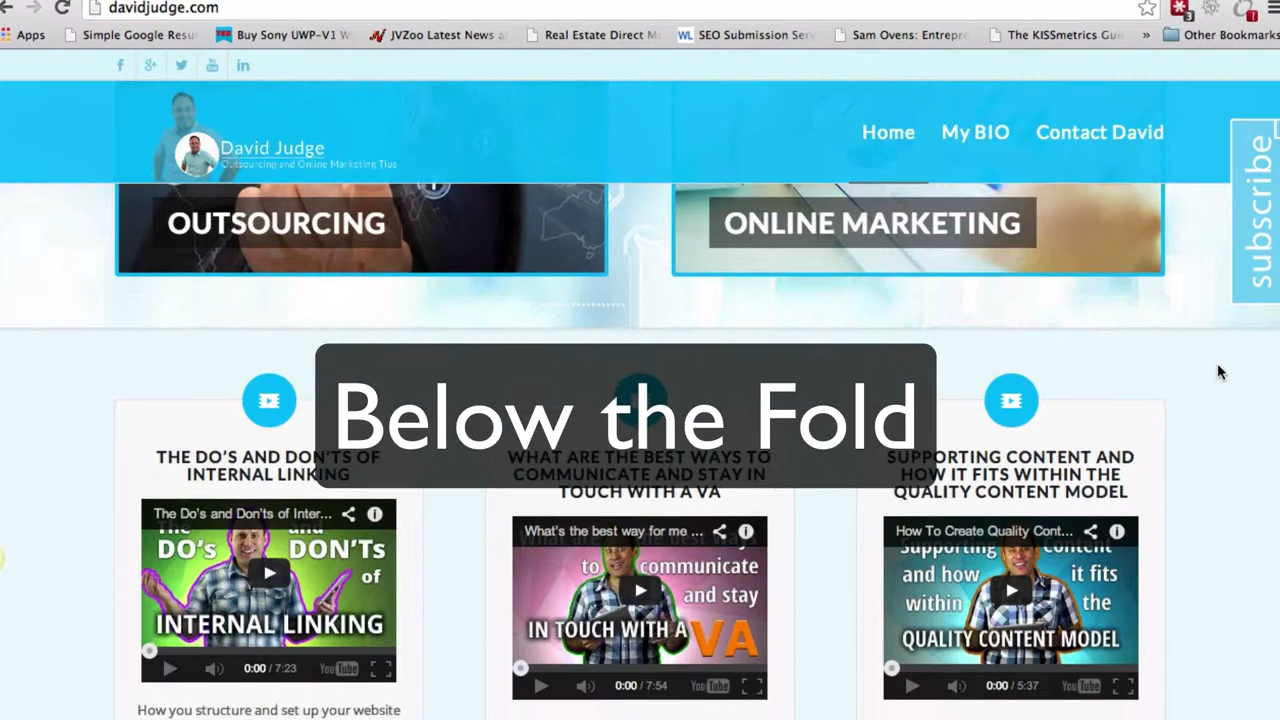 davidjudge.com
3
Apps
Simple Google Resu
Buy Sony UWP-V1 W
JVZoo Latest News a
Real Estate Direct M
WL
SEO Submission Serv
Sam Ovens: Entrepre
The KISSmetrics Gui
»
Other Bookmarks
David Judge
Outsourcing and Online Marketing Tips
Home
My BIO
Contact David
subscribe
OUTSOURCING
ONLINE MARKETING
Below the Fold
THE DO'S AND DON'TS OF
INTERNAL LINKING
WHAT ARE THE BEST WAYS TO
COMMUNICATE AND STAY IN
TOUCH WITH A VA
SUPPORTING CONTENT AND
HOW IT FITS WITHIN THE
QUALITY CONTENT MODEL
The Do's and Don'ts of Inter...
The and
DO's DON'Ts
of
INTERNAL LINKING
0:00 / 7:23
YouTube
What's the best way for me ...
to communicate
and stay
IN TOUCH WITH A VA
0:00 / 7:54
YouTube
How To Create Quality Cont...
Supporting content
and how it fits
within the
QUALITY CONTENT MODEL
0:00 / 5:37
YouTube
How you structure and set up your website